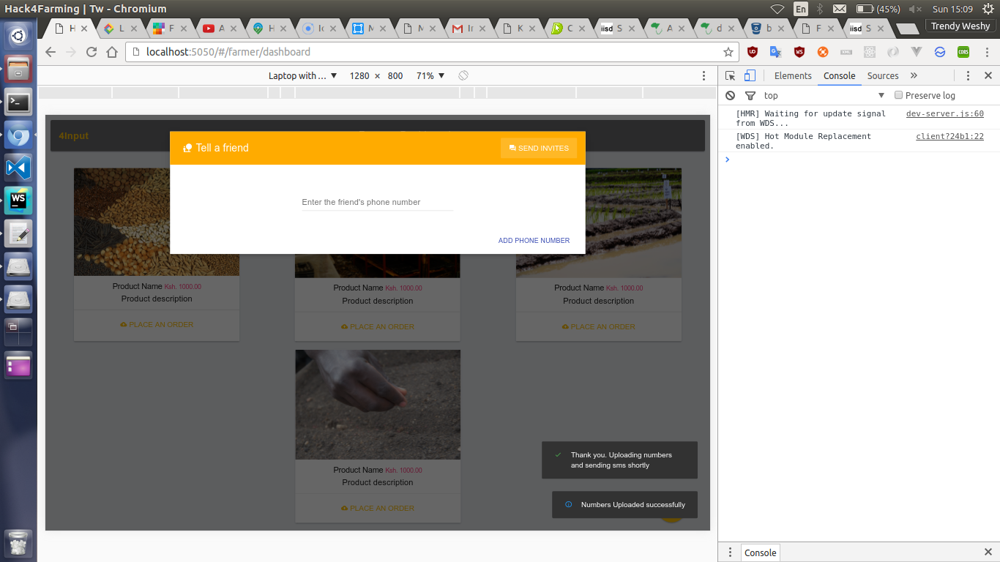 Hack4Farming | Tw - Chromium
En
(45%)
Sun 15:09
Trendy Weshy
H
L
F
A
H
Ic
M
M
In
K
C
iisd S
A
d
b
F
iisd S
localhost:5050/#/farmer/dashboard
Laptop with ... ▼ 1280 × 800 71% ▼
Elements Console Sources »
top ▼ Preserve log
[HMR] Waiting for update signal from WDS... dev-server.js:60
[WDS] Hot Module Replacement enabled. client?24b1:22
4Input
Tell a friend
SEND INVITES
Enter the friend's phone number
ADD PHONE NUMBER
Product Name Ksh. 1000.00
Product description
PLACE AN ORDER
Product Name Ksh. 1000.00
Product description
PLACE AN ORDER
Product Name Ksh. 1000.00
Product description
PLACE AN ORDER
Product Name Ksh. 1000.00
Product description
PLACE AN ORDER
Thank you. Uploading numbers
and sending sms shortly
Numbers Uploaded successfully
WS
Console